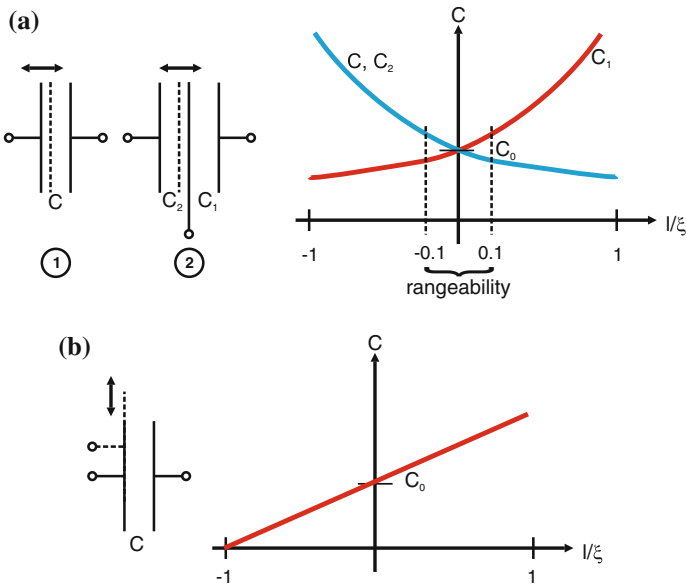 (a)
C
C, C₂
C₁
C₂ C₁
C
C₀
l/ξ
-1
-0.1
0.1
1
1
2
rangeability
(b)
C
C₀
C
l/ξ
-1
1